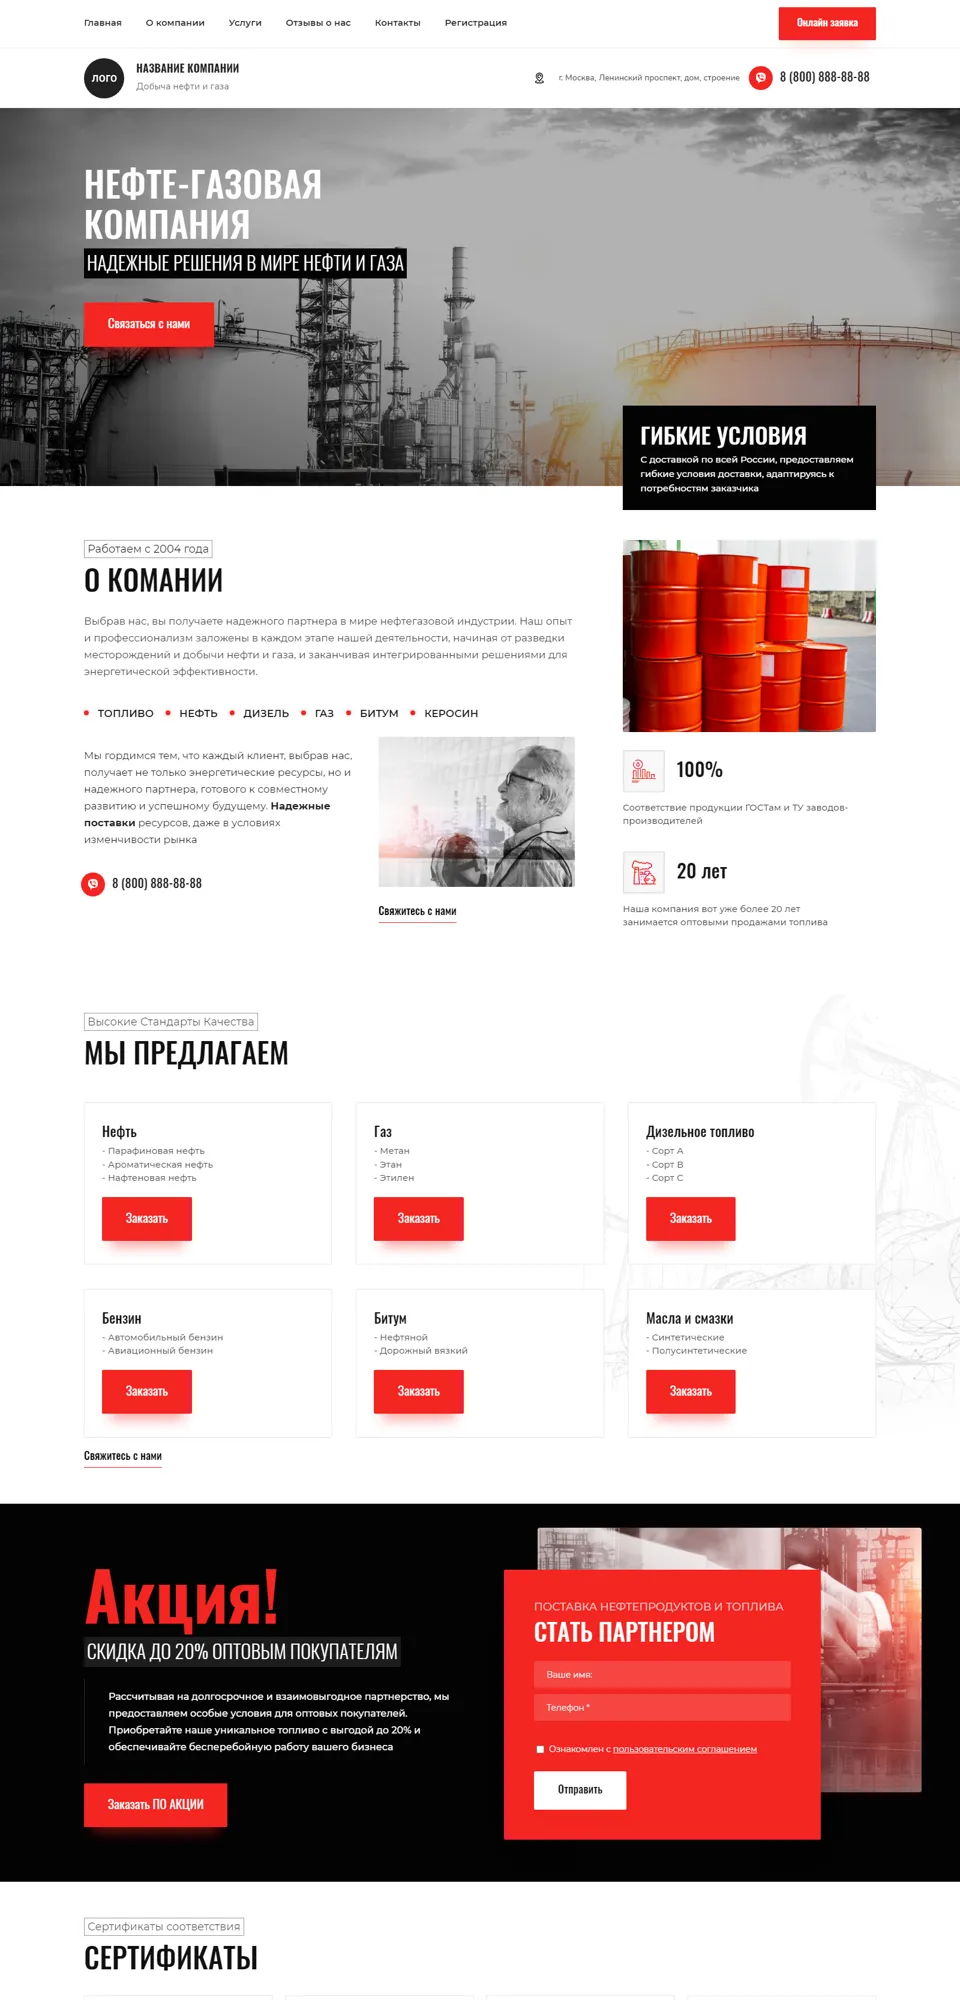 Главная О компании Услуги Отзывы о нас Контакты Регистрация Онлайн заявка
ЛОГО
НАЗВАНИЕ КОМПАНИИ
Добыча нефти и газа
г. Москва, Ленинский проспект, дом, строение
8 (800) 888-88-88
НЕФТЕ-ГАЗОВАЯ
КОМПАНИЯ
НАДЕЖНЫЕ РЕШЕНИЯ В МИРЕ НЕФТИ И ГАЗА
Связаться с нами
ГИБКИЕ УСЛОВИЯ
С доставкой по всей России, предоставляем
гибкие условия доставки, адаптируясь к
потребностям заказчика
Работаем с 2004 года
О КОМАНИИ
Выбрав нас, вы получаете надежного партнера в мире нефтегазовой индустрии. Наш опыт
и профессионализм заложены в каждом этапе нашей деятельности, начиная от разведки
месторождений и добычи нефти и газа, и заканчивая интегрированными решениями для
энергетической эффективности.
ТОПЛИВО НЕФТЬ ДИЗЕЛЬ ГАЗ БИТУМ КЕРОСИН
Мы гордимся тем, что каждый клиент, выбрав нас,
получает не только энергетические ресурсы, но и
надежного партнера, готового к совместному
развитию и успешному будущему. Надежные
поставки ресурсов, даже в условиях
изменчивости рынка
8 (800) 888-88-88
Свяжитесь с нами
100%
Соответствие продукции ГОСТам и ТУ заводов-
производителей
20 лет
Наша компания вот уже более 20 лет
занимается оптовыми продажами топлива
Высокие Стандарты Качества
МЫ ПРЕДЛАГАЕМ
Нефть
- Парафиновая нефть
- Ароматическая нефть
- Нафтеновая нефть
Заказать
Газ
- Метан
- Этан
- Этилен
Заказать
Дизельное топливо
- Сорт А
- Сорт В
- Сорт С
Заказать
Бензин
- Автомобильный бензин
- Авиационный бензин
Заказать
Битум
- Нефтяной
- Дорожный вязкий
Заказать
Масла и смазки
- Синтетические
- Полусинтетические
Заказать
Свяжитесь с нами
Акция!
СКИДКА ДО 20% ОПТОВЫМ ПОКУПАТЕЛЯМ
Рассчитывая на долгосрочное и взаимовыгодное партнерство, мы
предоставляем особые условия для оптовых покупателей.
Приобретайте наше уникальное топливо с выгодой до 20% и
обеспечивайте бесперебойную работу вашего бизнеса
Заказать ПО АКЦИИ
ПОСТАВКА НЕФТЕПРОДУКТОВ И ТОПЛИВА
СТАТЬ ПАРТНЕРОМ
Ваше имя:
Телефон *
Ознакомлен с пользовательским соглашением
Отправить
Сертификаты соответствия
СЕРТИФИКАТЫ